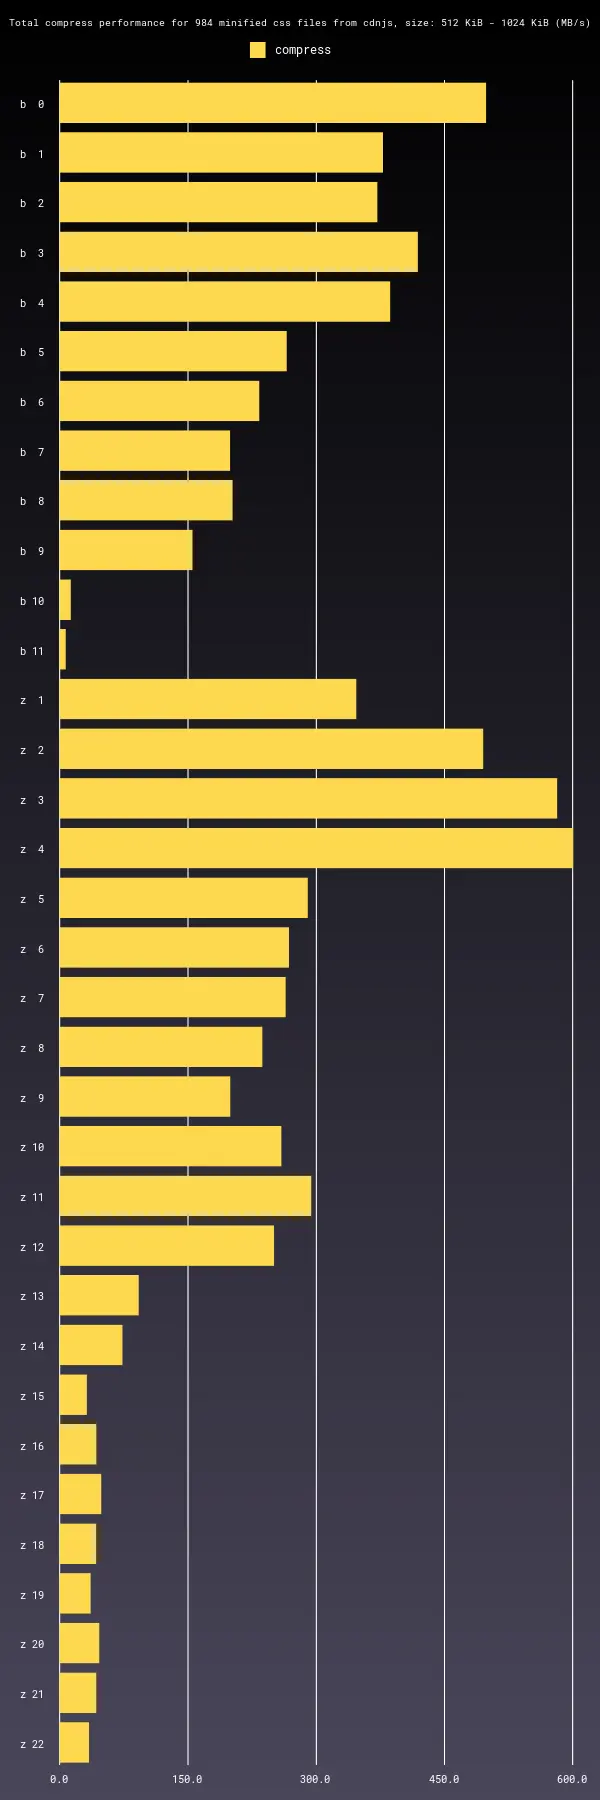 Total compress performance for 984 minified css files from cdnjs, size: 512 KiB - 1024 KiB (MB/s)
compress
b 0
b 1
b 2
b 3
b 4
b 5
b 6
b 7
b 8
b 9
b 10
b 11
z 1
z 2
z 3
z 4
z 5
z 6
z 7
z 8
z 9
z 10
z 11
z 12
z 13
z 14
z 15
z 16
z 17
z 18
z 19
z 20
z 21
z 22
0.0 150.0 300.0 450.0 600.0